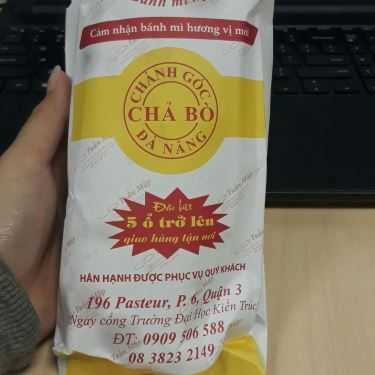 Cảm nhận bánh mì hương vị mới
CHÁNH GỐC
CHẢ BÒ
ĐÀ NẴNG
Đặc biệt
5 ổ trở lên
giao hàng tận nơi
HÂN HẠNH ĐƯỢC PHỤC VỤ QUÝ KHÁCH
196 Pasteur, P. 6, Quận 3
Ngay cổng Trường Đại Học Kiến Trúc
ĐT: 0909 506 588
08 3823 2149